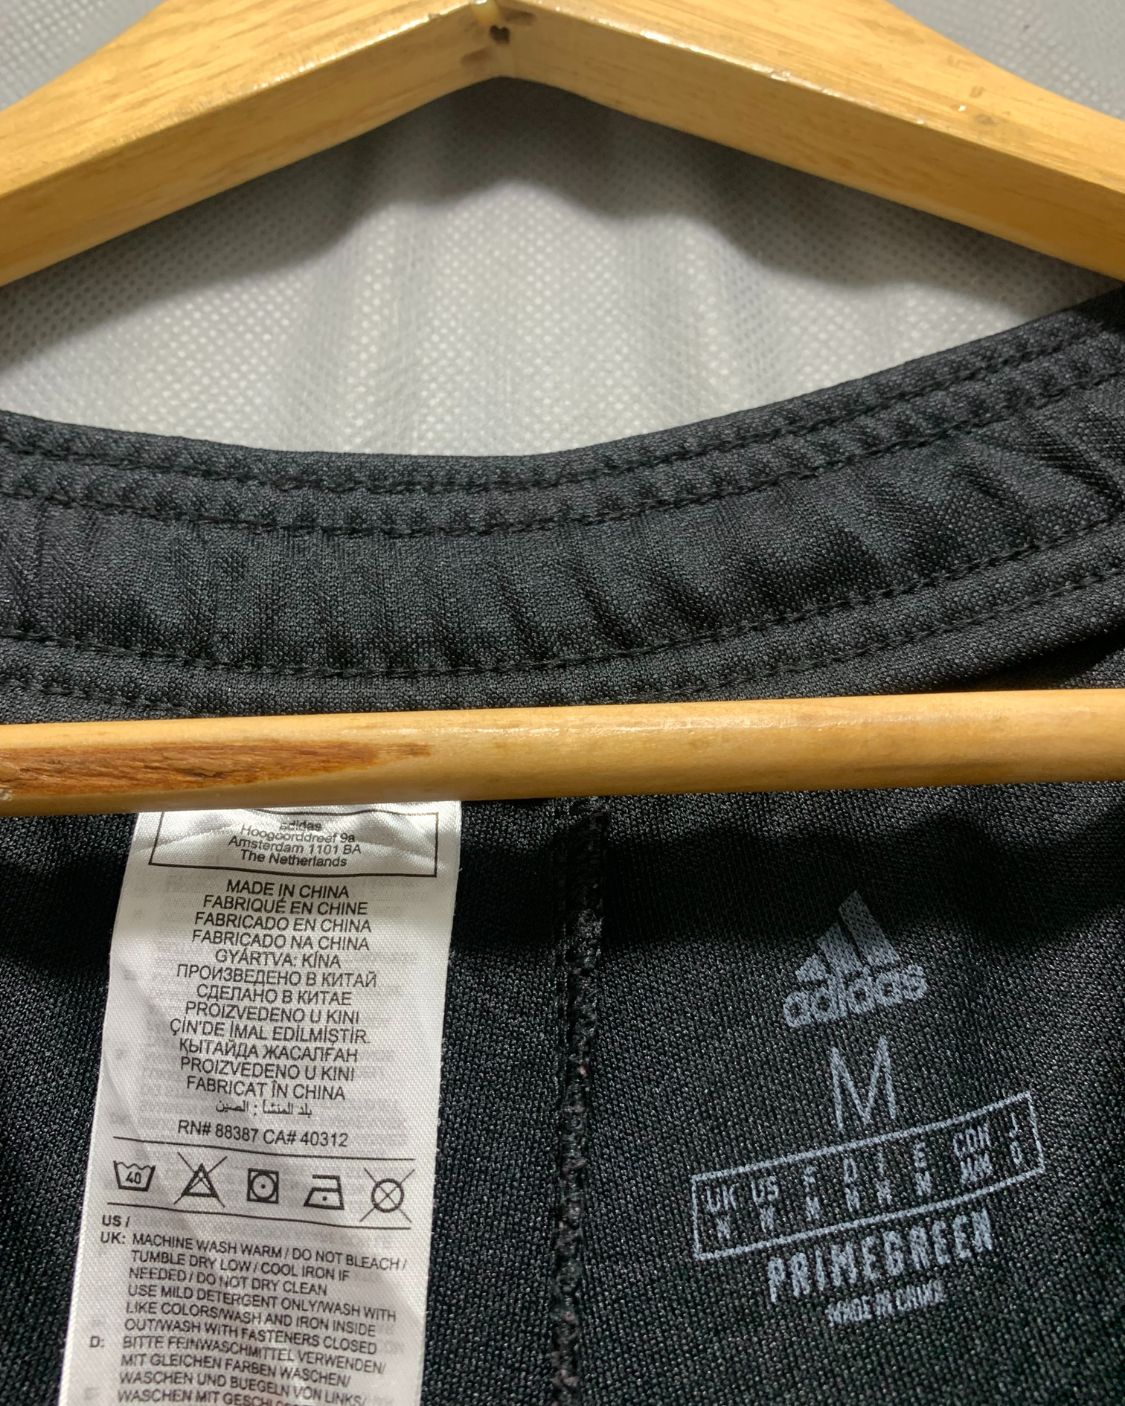 adidas
Hoogoorddreef 9a
Amsterdam 1101 BA
The Netherlands
MADE IN CHINA
FABRIQUÉ EN CHINE
FABRICADO EN CHINA
FABRICADO NA CHINA
GYÁRTVA: KÍNA
ПРОИЗВЕДЕНО В КИТАЙ
СДЕЛАНО В КИТАЕ
PROIZVEDENO U KINI
ÇİN'DE İMAL EDİLMİŞTİR.
ҚЫТАЙДА ЖАСАЛҒАН
PROIZVEDENO U KINI
FABRICAT ÎN CHINA
بلد المنشأ : الصين
RN# 88387 CA# 40312
40
US /
UK: MACHINE WASH WARM / DO NOT BLEACH /
TUMBLE DRY LOW / COOL IRON IF
NEEDED / DO NOT DRY CLEAN
USE MILD DETERGENT ONLY/WASH WITH
LIKE COLORS/WASH AND IRON INSIDE
OUT/WASH WITH FASTENERS CLOSED
D: BITTE FEINWASCHMITTEL VERWENDEN/
MIT GLEICHEN FARBEN WASCHEN/
WASCHEN UND BUEGELN VON LINKS/
WASCHEN MIT
adidas
M
UK US F D / E CDN J
M M M M M M/M O
PRIMEGREEN
MADE IN CHINA